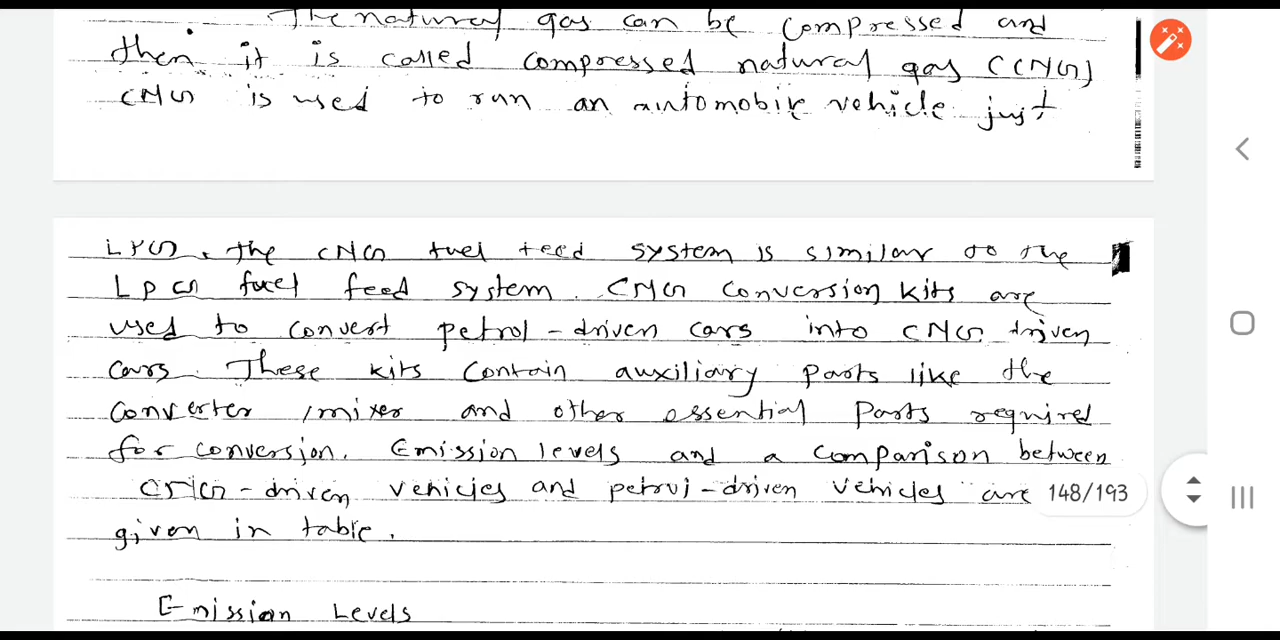 The natural gas can be compressed and
then it is called compressed natural gas (CNG)
CNG is used to run an automobile vehicle just
LPG. The CNG fuel feed system is similar to the
LPG fuel feed system. CNG conversion kits are
used to convert petrol-driven cars into CNG driven
cars. These kits contain auxiliary parts like the
converter /mixer and other essential parts required
for conversion. Emission levels and a comparison between
CNG-driven vehicles and petrol-driven vehicles are
148/193
given in table.
Emission Levels